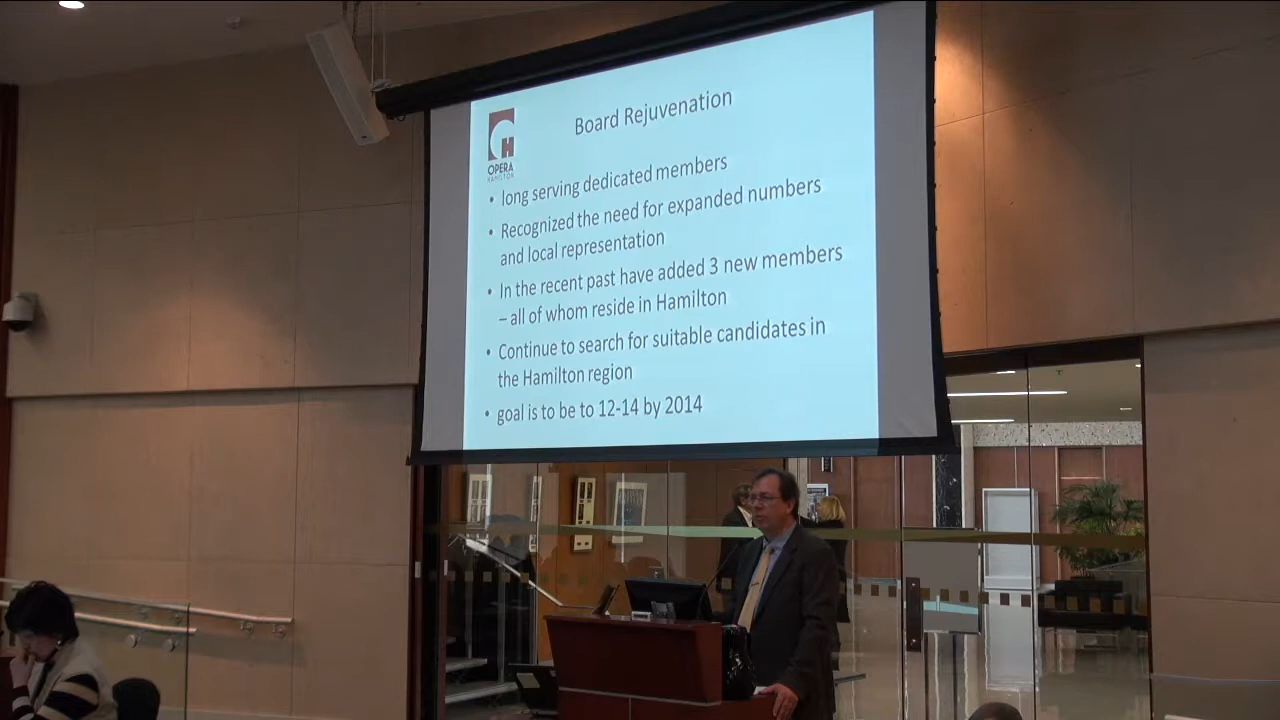 Board Rejuvenation
OPERA
HAMILTON
• long serving dedicated members
• Recognized the need for expanded numbers
and local representation
• In the recent past have added 3 new members
– all of whom reside in Hamilton
• Continue to search for suitable candidates in
the Hamilton region
• goal is to be to 12-14 by 2014